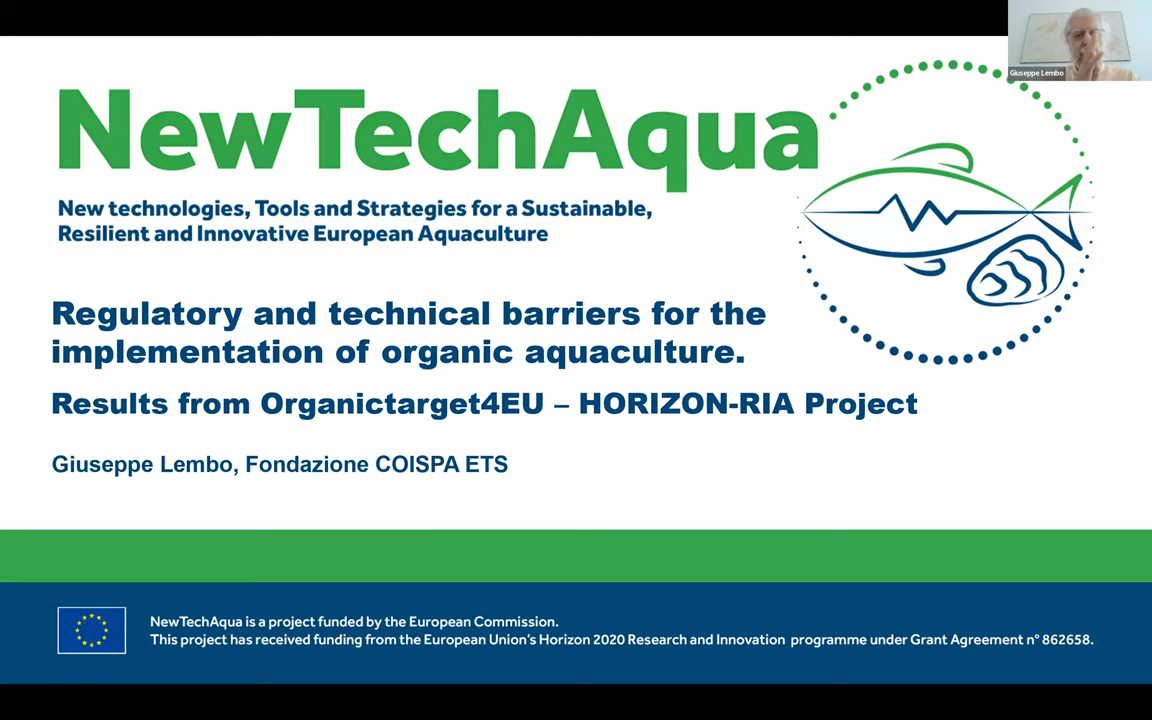 Giuseppe Lembo
NewTechAqua
New technologies, Tools and Strategies for a Sustainable,
Resilient and Innovative European Aquaculture
Regulatory and technical barriers for the
implementation of organic aquaculture.
Results from Organictarget4EU – HORIZON-RIA Project
Giuseppe Lembo, Fondazione COISPA ETS
NewTechAqua is a project funded by the European Commission.
This project has received funding from the European Union's Horizon 2020 Research and Innovation programme under Grant Agreement n° 862658.